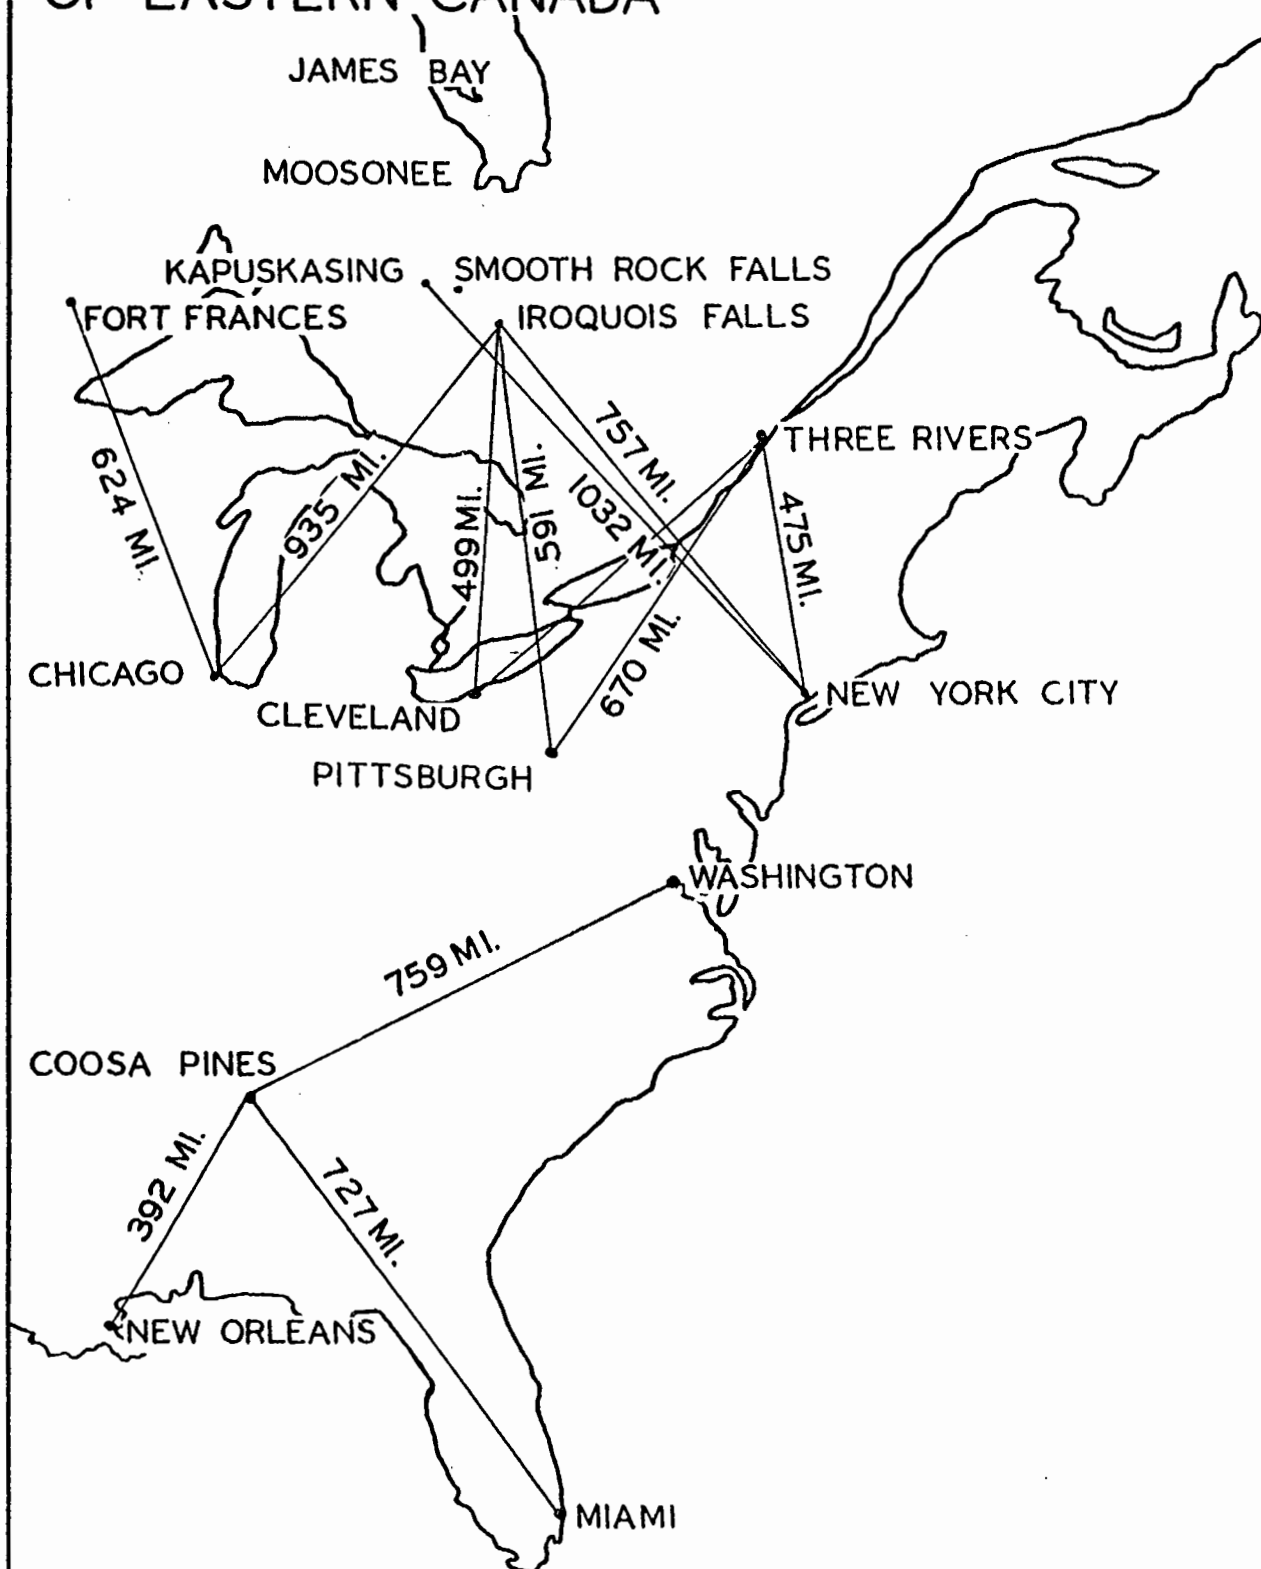 OF EASTERN CANADA
JAMES BAY
MOOSONEE
KAPUSKASING
SMOOTH ROCK FALLS
FORT FRANCES
IROQUOIS FALLS
757 MI.
THREE RIVERS
624 MI.
935 MI.
499 MI.
591 MI.
1032 MI.
475 MI.
670 MI.
CHICAGO
CLEVELAND
NEW YORK CITY
PITTSBURGH
WASHINGTON
759 MI.
COOSA PINES
392 MI.
727 MI.
NEW ORLEANS
MIAMI